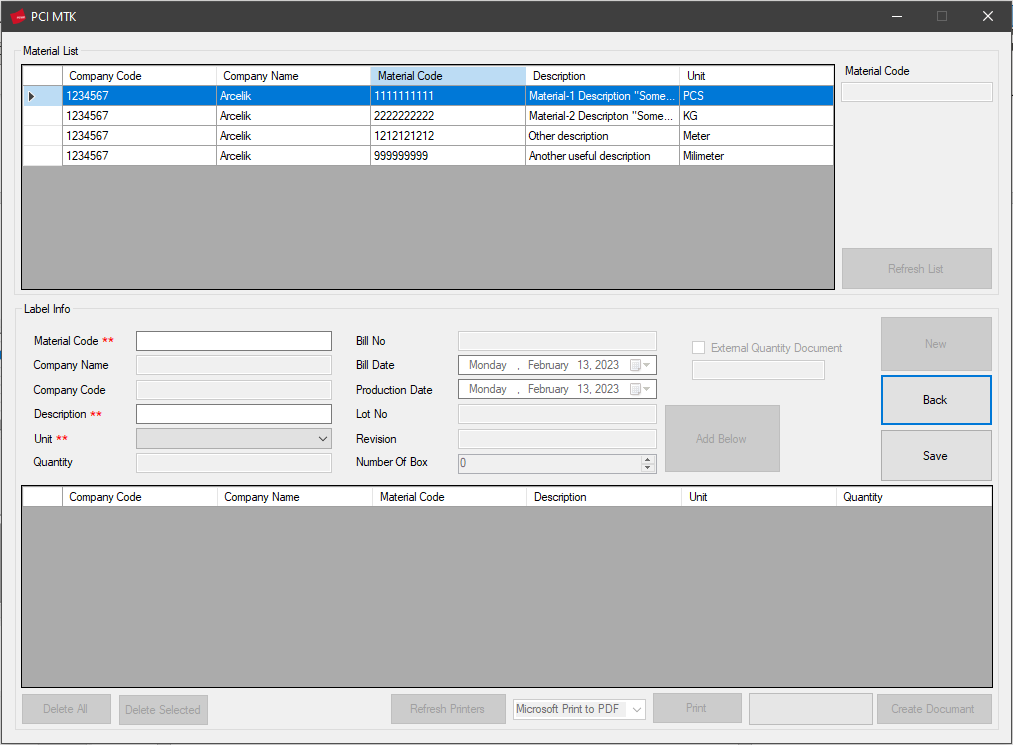 PCI MTK
Material List
Company Code Company Name Material Code Description Unit
1234567 Arcelik 1111111111 Material-1 Description "Some... PCS
1234567 Arcelik 2222222222 Material-2 Descripton "Some... KG
1234567 Arcelik 1212121212 Other description Meter
1234567 Arcelik 999999999 Another useful description Milimeter
Material Code
Refresh List
Label Info
Material Code **
Company Name
Company Code
Description **
Unit **
Quantity
Bill No
Bill Date Monday , February 13, 2023
Production Date Monday , February 13, 2023
Lot No
Revision
Number Of Box 0
External Quantity Document
Add Below
New
Back
Save
Company Code Company Name Material Code Description Unit Quantity
Delete All Delete Selected Refresh Printers Microsoft Print to PDF Print Create Documant